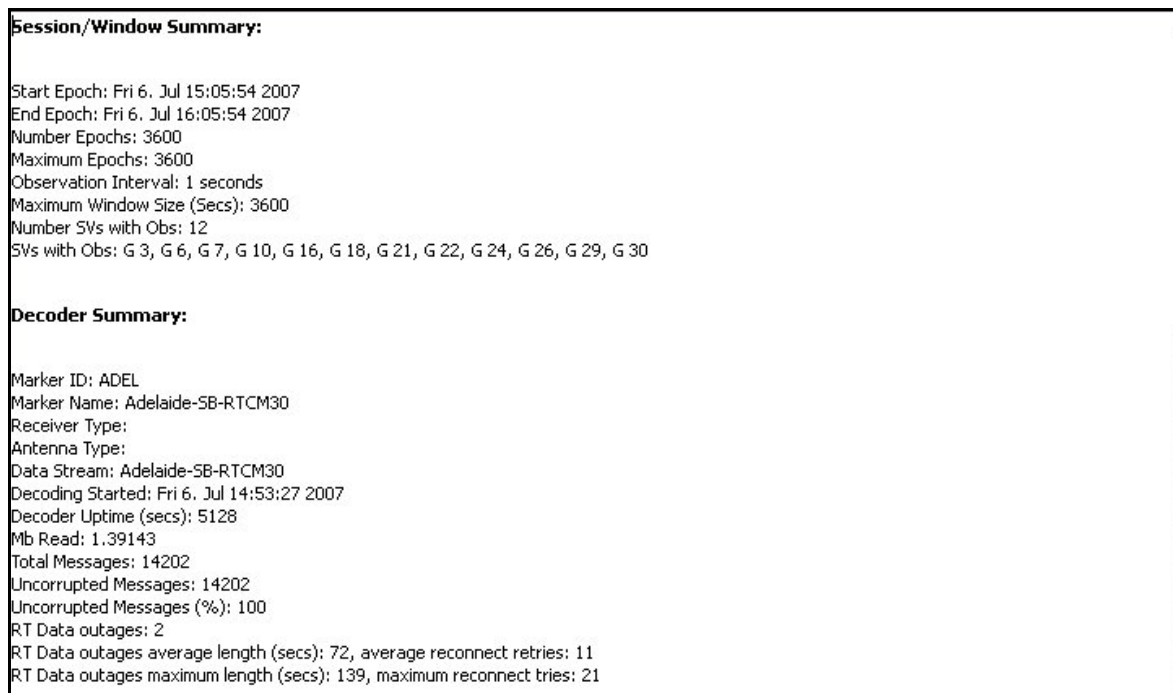 Session/Window Summary:
Start Epoch: Fri 6. Jul 15:05:54 2007
End Epoch: Fri 6. Jul 16:05:54 2007
Number Epochs: 3600
Maximum Epochs: 3600
Observation Interval: 1 seconds
Maximum Window Size (Secs): 3600
Number SVs with Obs: 12
SVs with Obs: G 3, G 6, G 7, G 10, G 16, G 18, G 21, G 22, G 24, G 26, G 29, G 30
Decoder Summary:
Marker ID: ADEL
Marker Name: Adelaide-SB-RTCM30
Receiver Type:
Antenna Type:
Data Stream: Adelaide-SB-RTCM30
Decoding Started: Fri 6. Jul 14:53:27 2007
Decoder Uptime (secs): 5128
Mb Read: 1.39143
Total Messages: 14202
Uncorrupted Messages: 14202
Uncorrupted Messages (%): 100
RT Data outages: 2
RT Data outages average length (secs): 72, average reconnect retries: 11
RT Data outages maximum length (secs): 139, maximum reconnect tries: 21